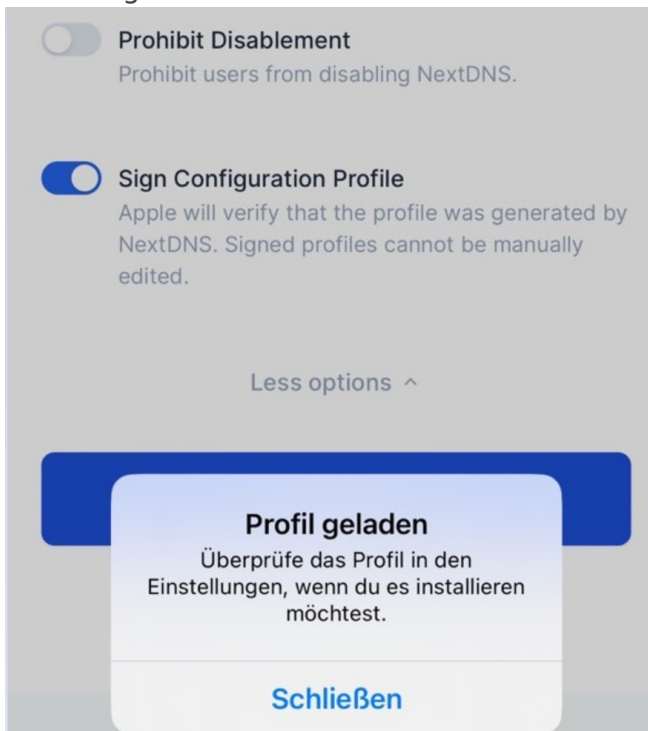 Prohibit Disablement
Prohibit users from disabling NextDNS.
Sign Configuration Profile
Apple will verify that the profile was generated by
NextDNS. Signed profiles cannot be manually
edited.
Less options ^
Profil geladen
Überprüfe das Profil in den
Einstellungen, wenn du es installieren
möchtest.
Schließen